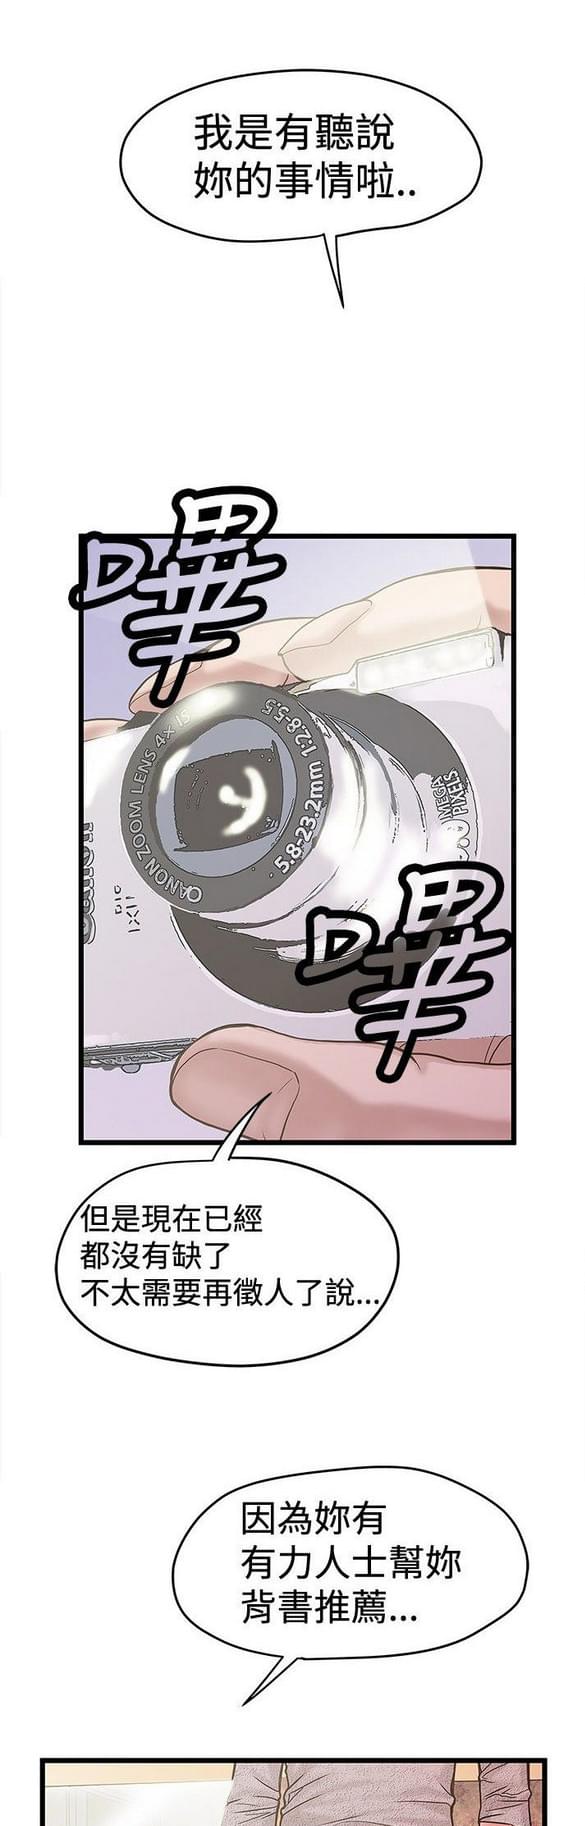 我是有聽說
妳的事情啦..
嗶
CANON ZOOM LENS 4× IS
5.8-23.2mm 1:2.8-5.5
MEGA
PIXELS
嗶
但是現在已經
都沒有缺了
不太需要再徵人了說...
因為妳有
有力人士幫妳
背書推薦...